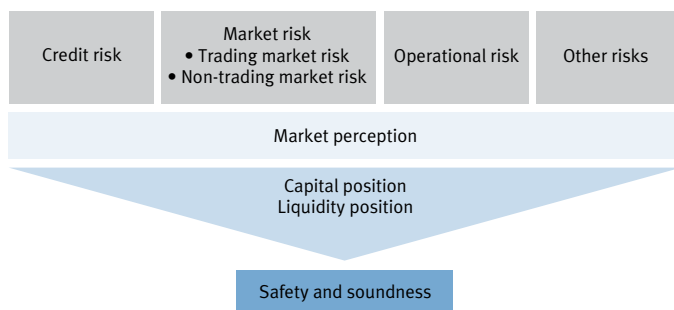 Credit risk
Market risk
• Trading market risk
• Non-trading market risk
Operational risk
Other risks
Market perception
Capital position
Liquidity position
Safety and soundness